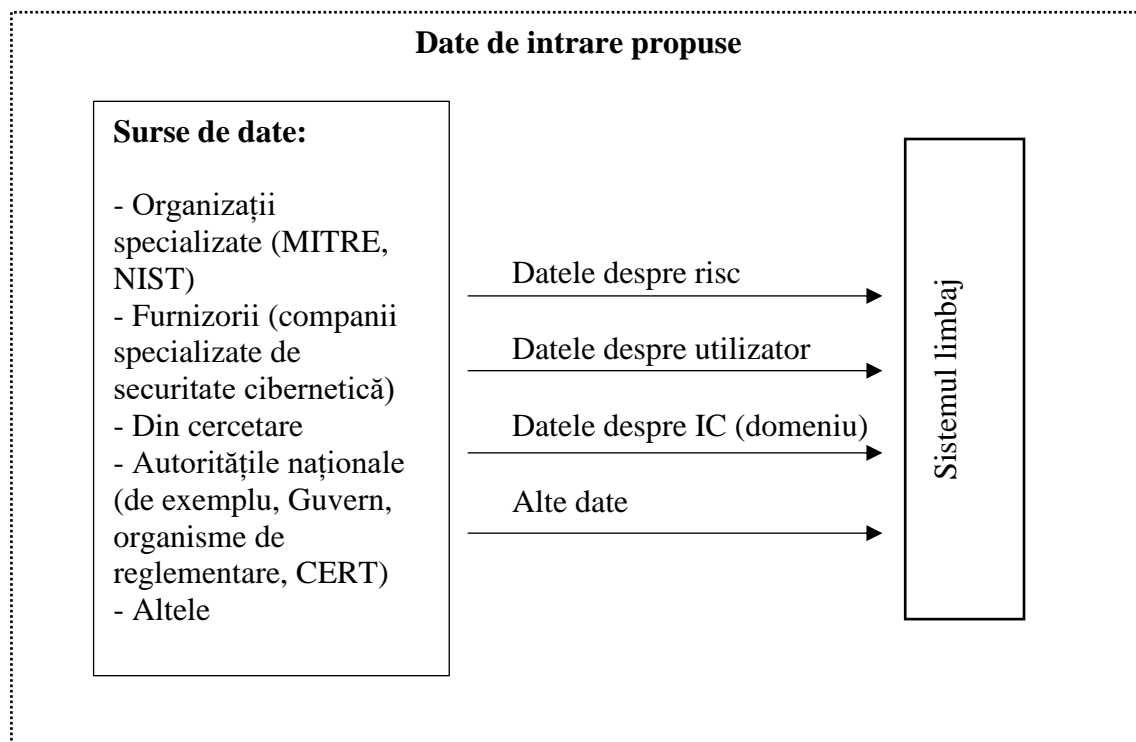 Date de intrare propuse
Surse de date:
- Organizații
specializate (MITRE,
NIST)
- Furnizorii (companii
specializate de
securitate cibernetică)
- Din cercetare
- Autoritățile naționale
(de exemplu, Guvern,
organisme de
reglementare, CERT)
- Altele
Datele despre risc
Datele despre utilizator
Datele despre IC (domeniu)
Alte date
Sistemul limbaj